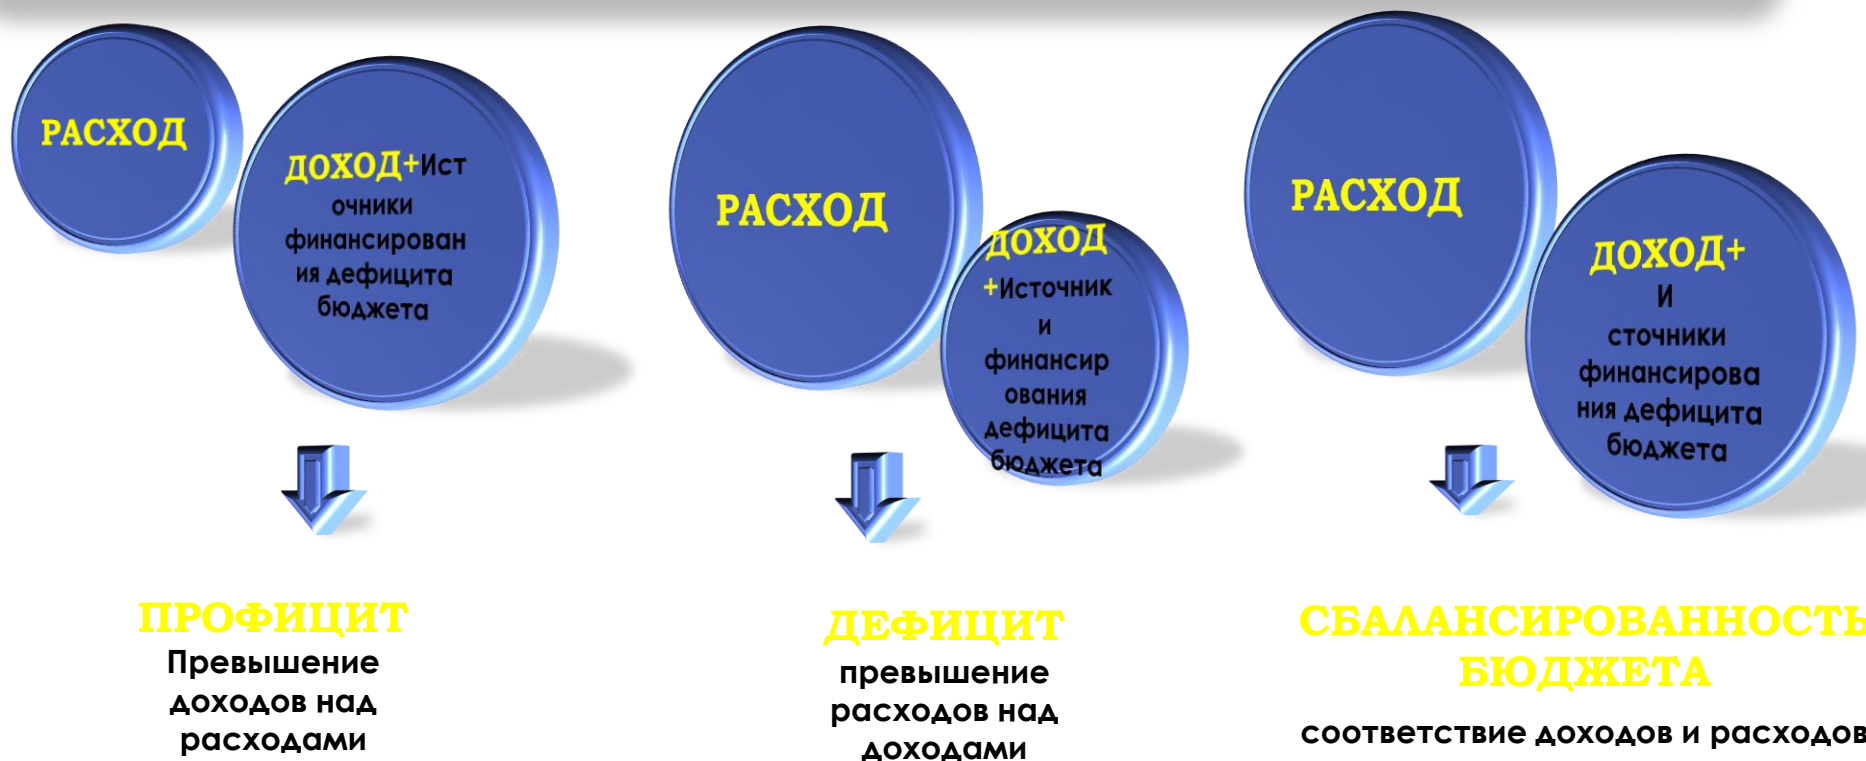 РАСХОД
ДОХОД+Ист
очники
финансирован
ия дефицита
бюджета
ПРОФИЦИТ
Превышение
доходов над
расходами
РАСХОД
ДОХОД
+Источник
и
финансир
ования
дефицита
бюджета
ДЕФИЦИТ
превышение
расходов над
доходами
РАСХОД
ДОХОД+
И
сточники
финансирова
ния дефицита
бюджета
СБАЛАНСИРОВАННОСТЬ
БЮДЖЕТА
соответствие доходов и расходов